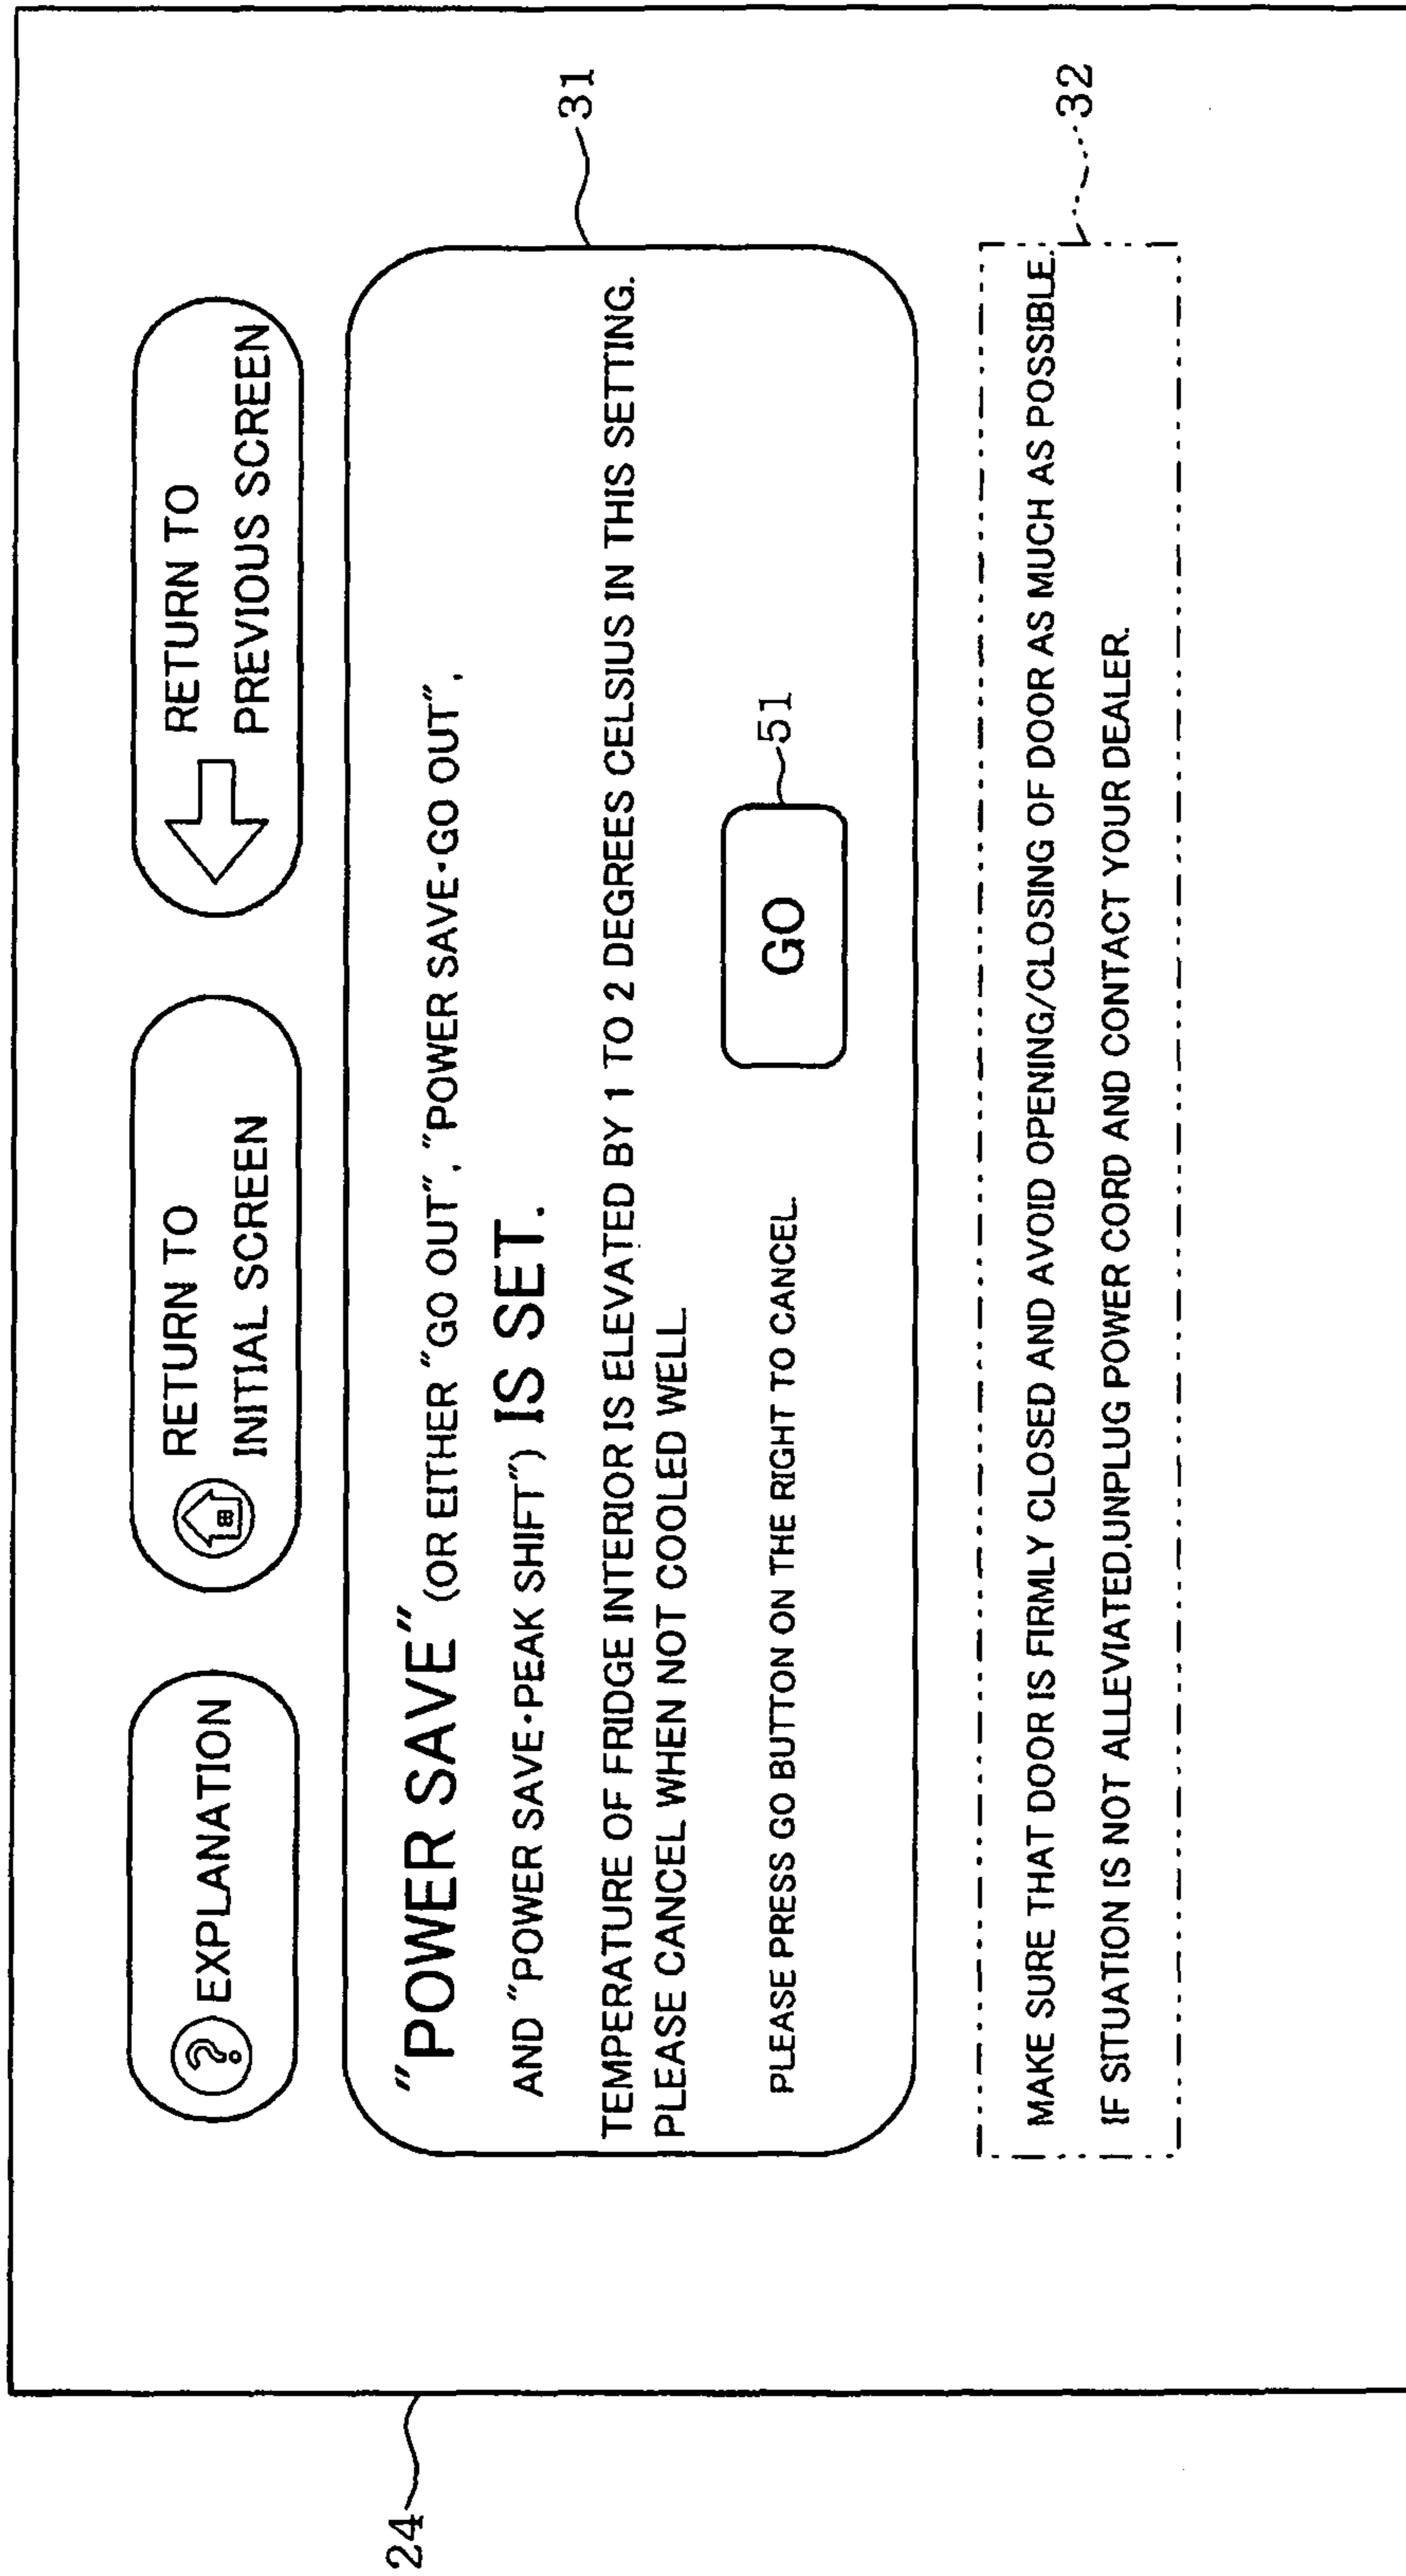 ? EXPLANATION
RETURN TO
INITIAL SCREEN
RETURN TO
PREVIOUS SCREEN
"POWER SAVE" (OR EITHER "GO OUT", "POWER SAVE·GO OUT",
AND "POWER SAVE·PEAK SHIFT") IS SET.
TEMPERATURE OF FRIDGE INTERIOR IS ELEVATED BY 1 TO 2 DEGREES CELSIUS IN THIS SETTING.
PLEASE CANCEL WHEN NOT COOLED WELL.
PLEASE PRESS GO BUTTON ON THE RIGHT TO CANCEL.
GO
51
31
MAKE SURE THAT DOOR IS FIRMLY CLOSED AND AVOID OPENING/CLOSING OF DOOR AS MUCH AS POSSIBLE.
IF SITUATION IS NOT ALLEVIATED,UNPLUG POWER CORD AND CONTACT YOUR DEALER.
32
24